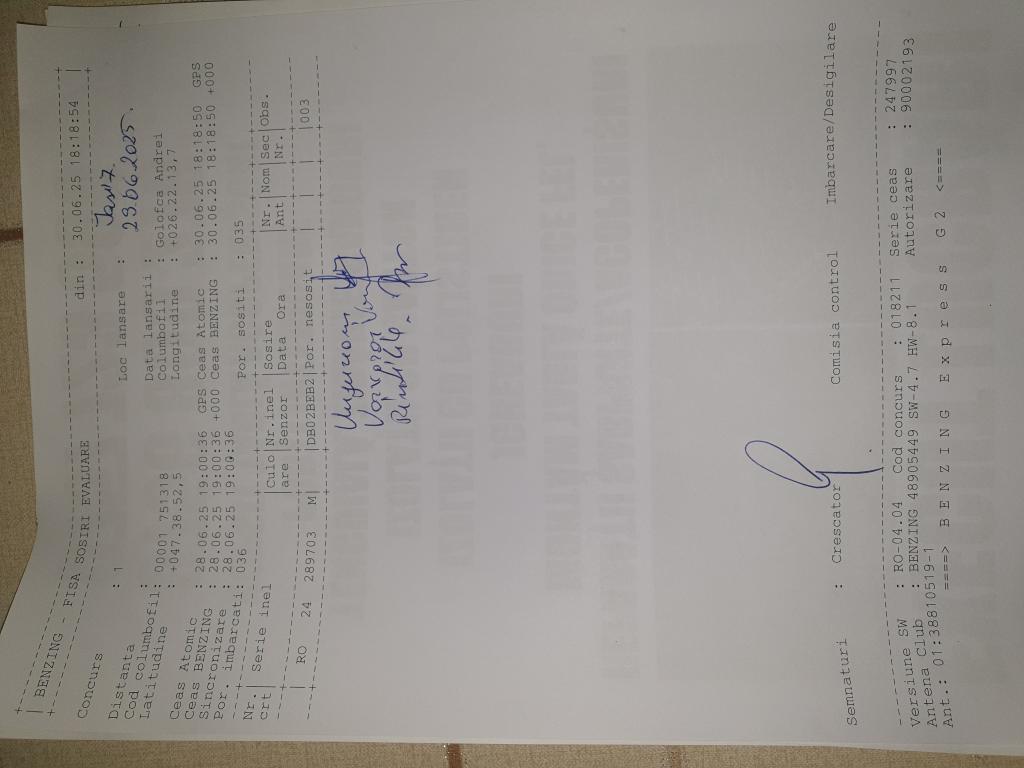 | BENZING - FISA SOSIRI EVALUARE din : 30.06.25 18:18:54 |
Concurs Loc lansare :
Iasi 7
Distanta : 1 Data lansarii :
29.06.2025.
Cod columbofil: 00001 751318 Columbofil : Golofca Andrei
Latitudine : +047.38.52,5 Longitudine : +026.22.13,7
Ceas Atomic : 28.06.25 19:00:36 GPS Ceas Atomic : 30.06.25 18:18:50 GPS
Ceas BENZING : 28.06.25 19:00:36 +000 Ceas BENZING : 30.06.25 18:18:50 +000
Sincronizare : 28.06.25 19:09:36
Por. imbarcati: 036 Por. sositi : 035
Nr.| Serie inel |Culo|Nr.inel |Sosire |Nr.|Nom|Sec|Obs.
crt| |are |Senzor |Data Ora |Ant| |Nr.|
| RO 24 289703 M| |DB02BEB2|Por. nesosit | | | |003
Semnaturi : Crescator Comisia control Imbarcare/Desigilare
Versiune SW : RO-04.04 Cod concurs : 018211 Serie ceas : 247997
Antena Club : BENZING 48905449 SW-4.7 HW-8.1 Autorizare : 90002193
Ant.: 01:38810519-1
====> B E N Z I N G E x p r e s s G 2 <====